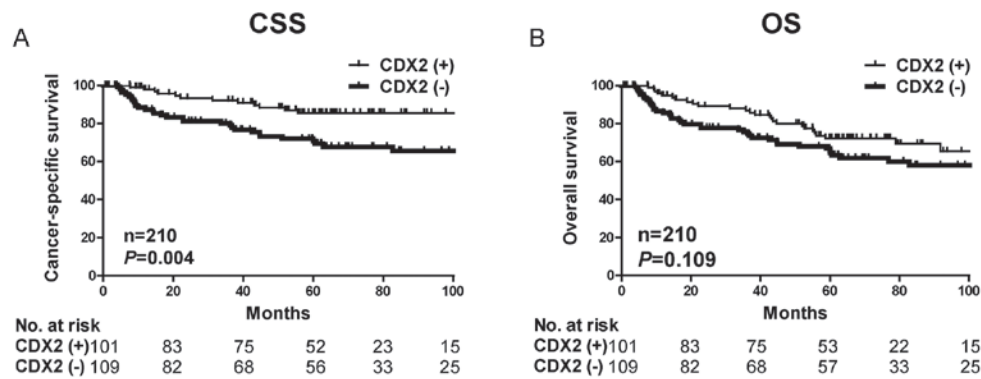 A
CSS
CDX2 (+)
CDX2 (-)
Cancer-specific survival
100
80
60
40
20
0
n=210
P=0.004
0 20 40 60 80 100
Months
No. at risk
CDX2 (+)101 83 75 52 23 15
CDX2 (-)109 82 68 56 33 25
B
OS
CDX2 (+)
CDX2 (-)
Overall survival
100
80
60
40
20
0
n=210
P=0.109
0 20 40 60 80 100
Months
No. at risk
CDX2 (+)101 83 75 53 22 15
CDX2 (-)109 82 68 57 33 25